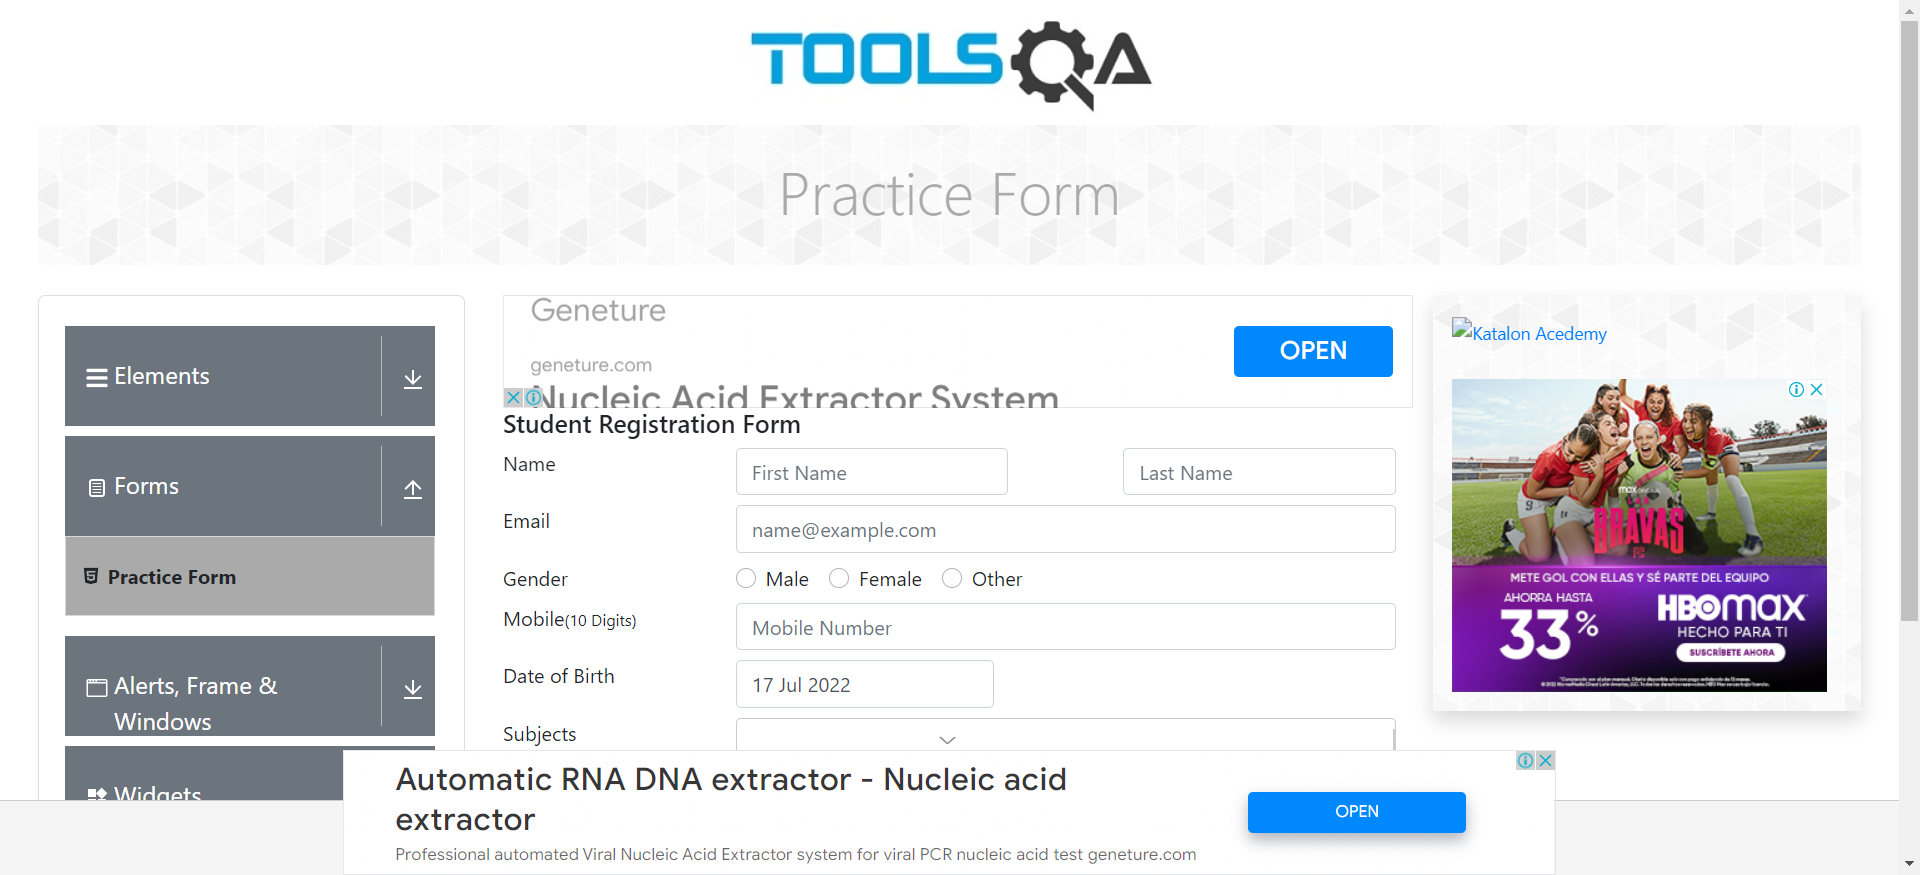 TOOLSQA
Practice Form
Elements
Forms
Practice Form
Alerts, Frame &
Windows
Widgets
Geneture
geneture.com
Nucleic Acid Extractor System
OPEN
Student Registration Form
Name
First Name
Last Name
Email
name@example.com
Gender
Male
Female
Other
Mobile(10 Digits)
Mobile Number
Date of Birth
17 Jul 2022
Subjects
Katalon Acedemy
max
BRAVAS
FC
METE GOL CON ELLAS Y SÉ PARTE DEL EQUIPO
AHORRA HASTA
33%
HBOMAX
HECHO PARA TI
SUSCRÍBETE AHORA
Automatic RNA DNA extractor - Nucleic acid
extractor
Professional automated Viral Nucleic Acid Extractor system for viral PCR nucleic acid test geneture.com
OPEN